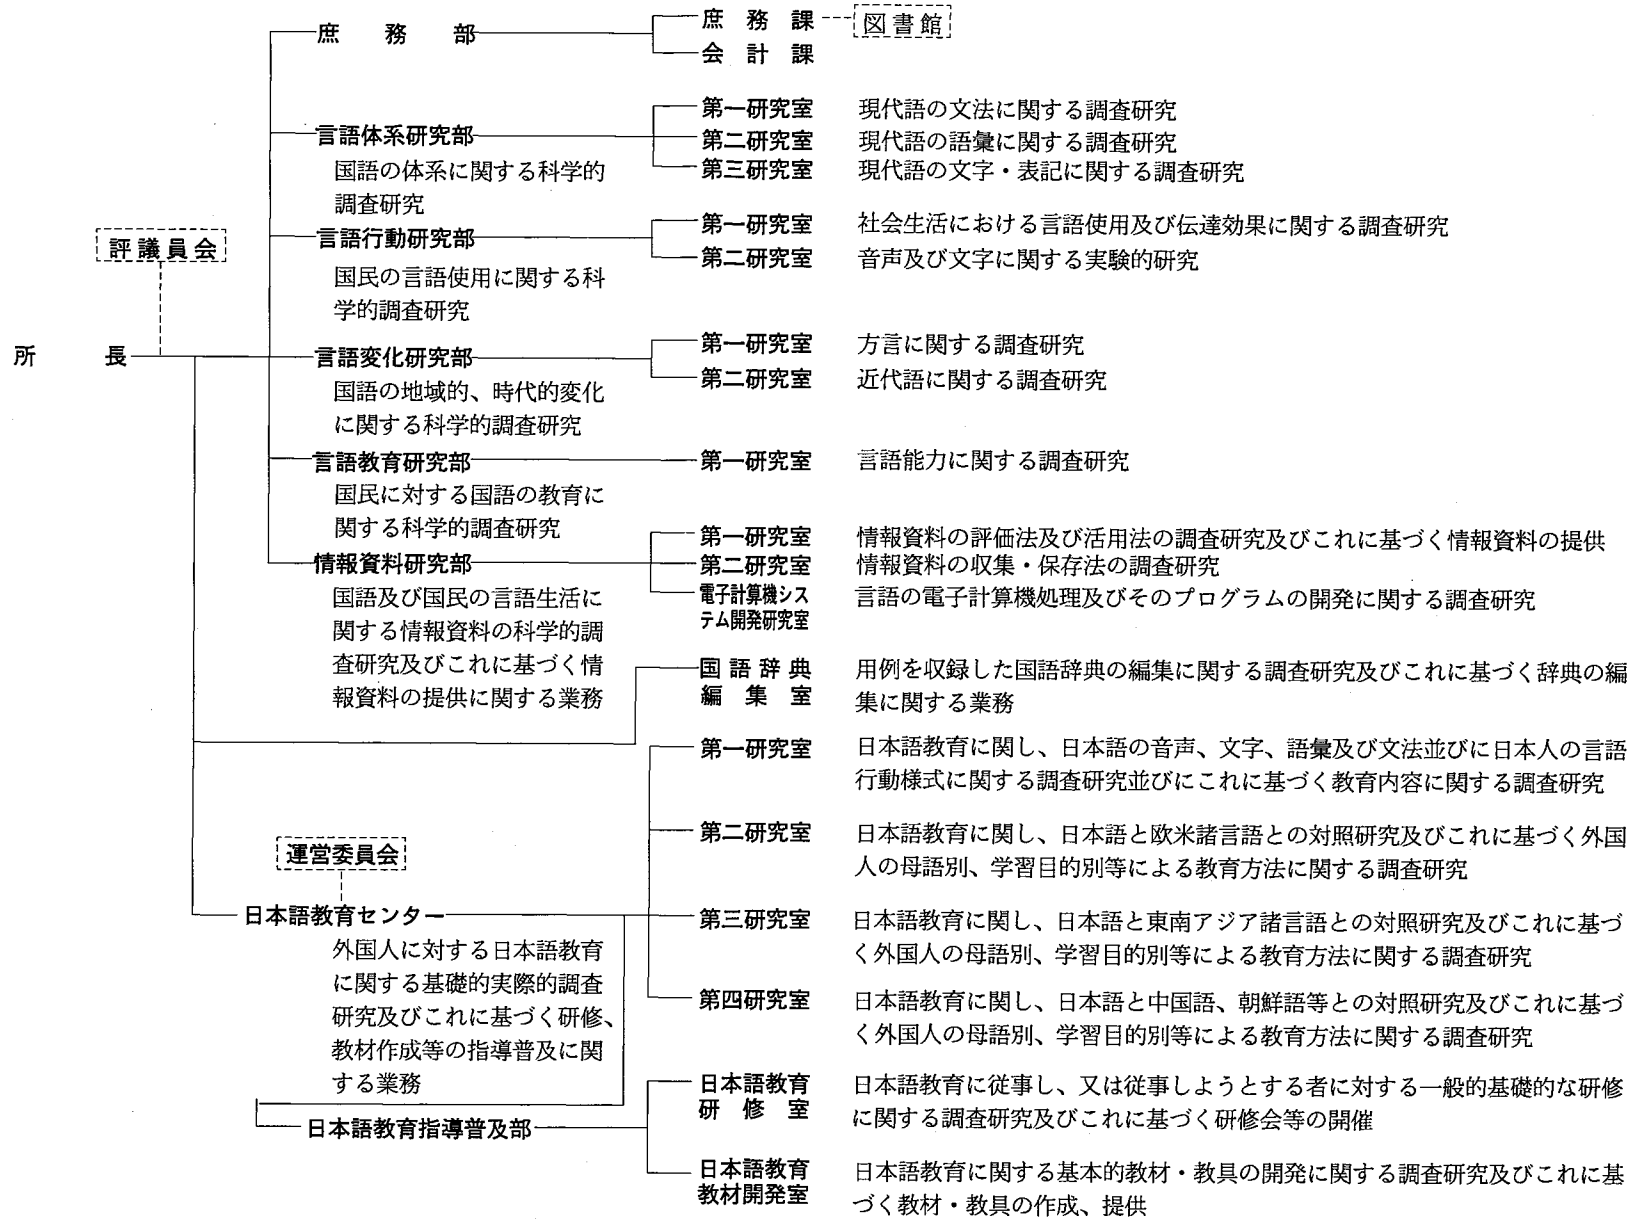 庶務部
庶務課
図書館
会計課
言語体系研究部
国語の体系に関する科学的
調査研究
第一研究室 現代語の文法に関する調査研究
第二研究室 現代語の語彙に関する調査研究
第三研究室 現代語の文字・表記に関する調査研究
評議員会
言語行動研究部
国民の言語使用に関する科
学的調査研究
第一研究室 社会生活における言語使用及び伝達効果に関する調査研究
第二研究室 音声及び文字に関する実験的研究
所長
言語変化研究部
国語の地域的、時代的変化
に関する科学的調査研究
第一研究室 方言に関する調査研究
第二研究室 近代語に関する調査研究
言語教育研究部
国民に対する国語の教育に
関する科学的調査研究
第一研究室 言語能力に関する調査研究
情報資料研究部
国語及び国民の言語生活に
関する情報資料の科学的調
査研究及びこれに基づく情
報資料の提供に関する業務
第一研究室 情報資料の評価法及び活用法の調査研究及びこれに基づく情報資料の提供
第二研究室 情報資料の収集・保存法の調査研究
電子計算機シス
テム開発研究室
言語の電子計算機処理及びそのプログラムの開発に関する調査研究
国語辞典
編集室
用例を収録した国語辞典の編集に関する調査研究及びこれに基づく辞典の編
集に関する業務
運営委員会
日本語教育センター
外国人に対する日本語教育
に関する基礎的実際的調査
研究及びこれに基づく研修、
教材作成等の指導普及に関
する業務
第一研究室 日本語教育に関し、日本語の音声、文字、語彙及び文法並びに日本人の言語
行動様式に関する調査研究並びにこれに基づく教育内容に関する調査研究
第二研究室 日本語教育に関し、日本語と欧米諸言語との対照研究及びこれに基づく外国
人の母語別、学習目的別等による教育方法に関する調査研究
第三研究室 日本語教育に関し、日本語と東南アジア諸言語との対照研究及びこれに基づ
く外国人の母語別、学習目的別等による教育方法に関する調査研究
第四研究室 日本語教育に関し、日本語と中国語、朝鮮語等との対照研究及びこれに基づ
く外国人の母語別、学習目的別等による教育方法に関する調査研究
日本語教育指導普及部
日本語教育
研修室
日本語教育に従事し、又は従事しようとする者に対する一般的基礎的な研修
に関する調査研究及びこれに基づく研修会等の開催
日本語教育
教材開発室
日本語教育に関する基本的教材・教具の開発に関する調査研究及びこれに基
づく教材・教具の作成、提供